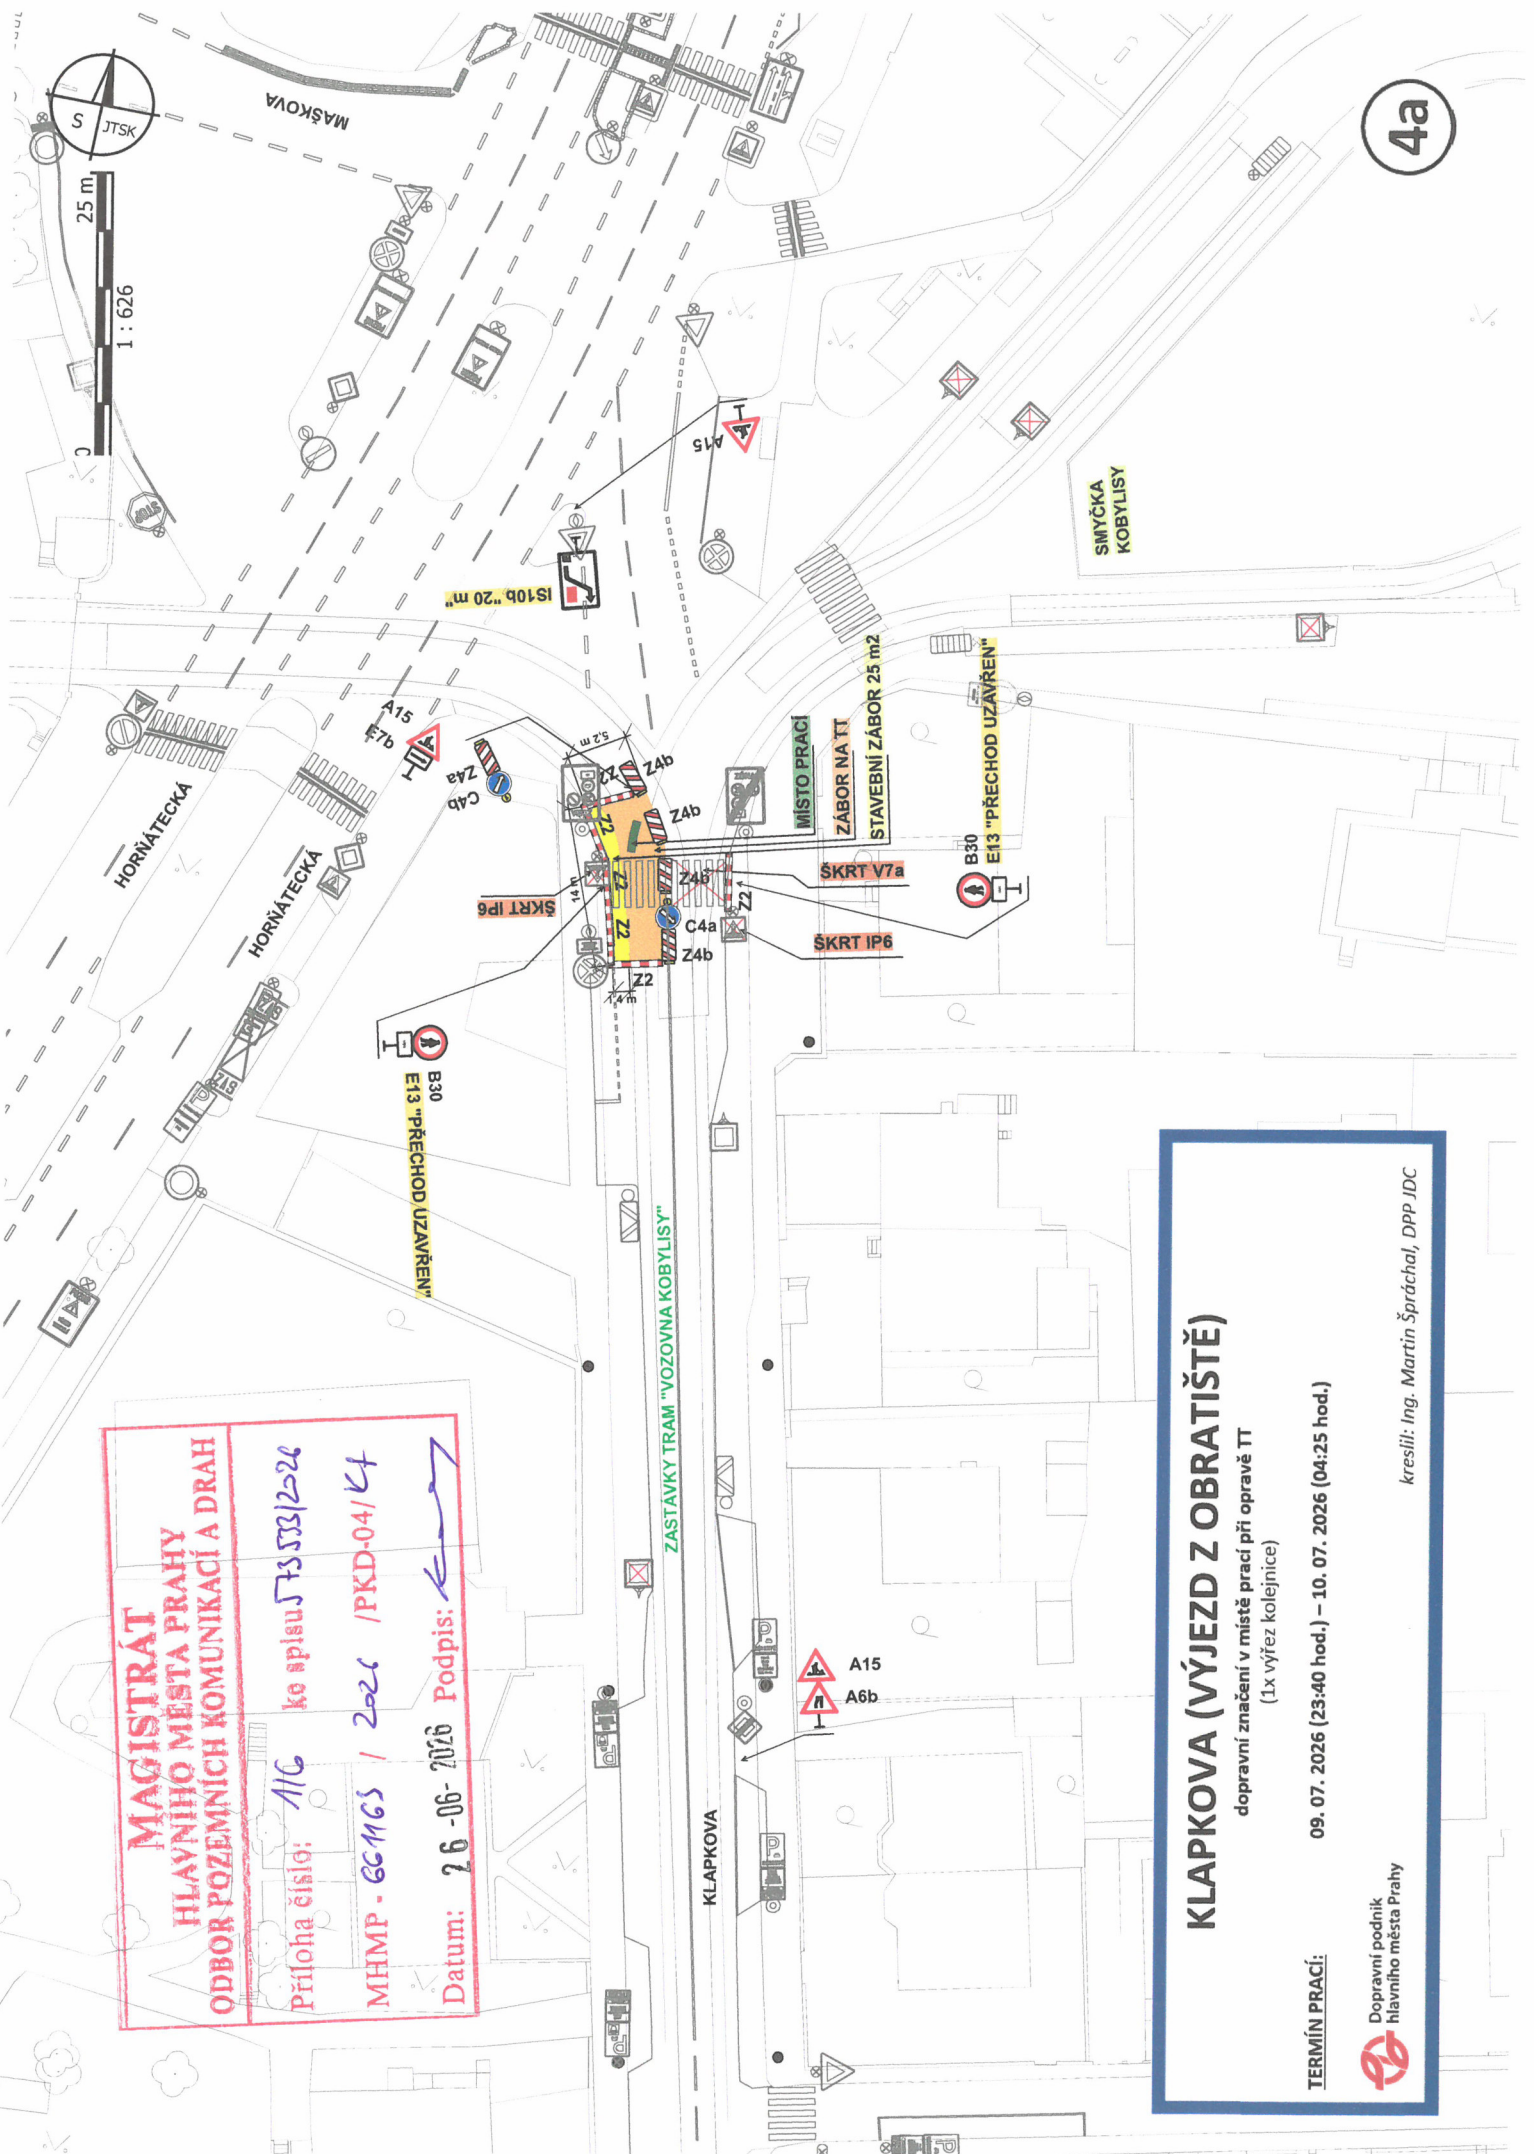 MAGISTRÁT
HLAVNÍHO MĚSTA PRAHY
ODBOR POZEMNÍCH KOMUNIKACÍ A DRAH
Příloha číslo: 1/6 ke spisu 573533/2026
MHMP - 661163 / 2026 /PKD-04/Kf
Datum: 26 -06- 2026 Podpis:
HORŇÁTECKÁ
HORŇÁTECKÁ
MAŠKOVA
S
JTSK
0
25 m
1 : 626
STOP
4a
A15
E7b
Z4a
C4b
IS10b "20 m"
A15
5,2 m
Z2
Z4b
Z2
Z4b
Z2
Z4b
Z2
C4a
Z4b
Z2
Z2
14 m
1,4 m
ŠKRT IP6
MÍSTO PRACÍ
ZÁBOR NA TT
STAVEBNÍ ZÁBOR 25 m2
ŠKRT V7a
ŠKRT IP6
B30
E13 "PŘECHOD UZAVŘEN"
B30
E13 "PŘECHOD UZAVŘEN"
SMYČKA
KOBYLISY
ZASTÁVKY TRAM "VOZOVNA KOBYLISY"
A15
A6b
KLAPKOVA
KLAPKOVA (VÝJEZD Z OBRATIŠTĚ)
dopravní značení v místě prací při opravě TT
(1x výřez kolejnice)
TERMÍN PRACÍ: 09. 07. 2026 (23:40 hod.) – 10. 07. 2026 (04:25 hod.)
Dopravní podnik
hlavního města Prahy
kreslil: Ing. Martin Špráchal, DPP JDC